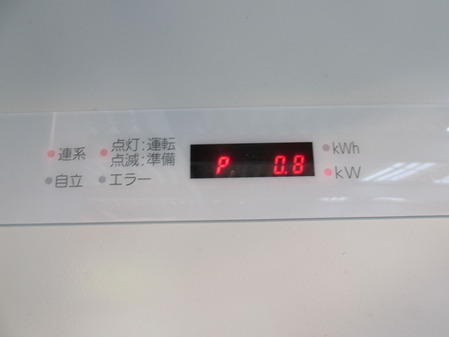 連系
点灯:運転
点滅:準備
自立
エラー
P 0.8
kWh
kW